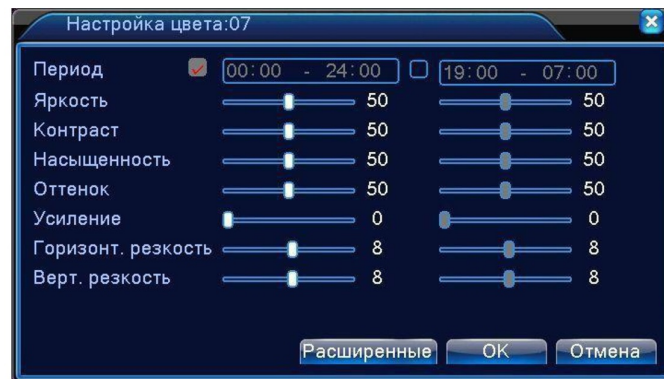 Настройка цвета:07
Период 00:00 - 24:00 19:00 - 07:00
Яркость 50 50
Контраст 50 50
Насыщенность 50 50
Оттенок 50 50
Усиление 0 0
Горизонт. резкость 8 8
Верт. резкость 8 8
Расширенные OK Отмена